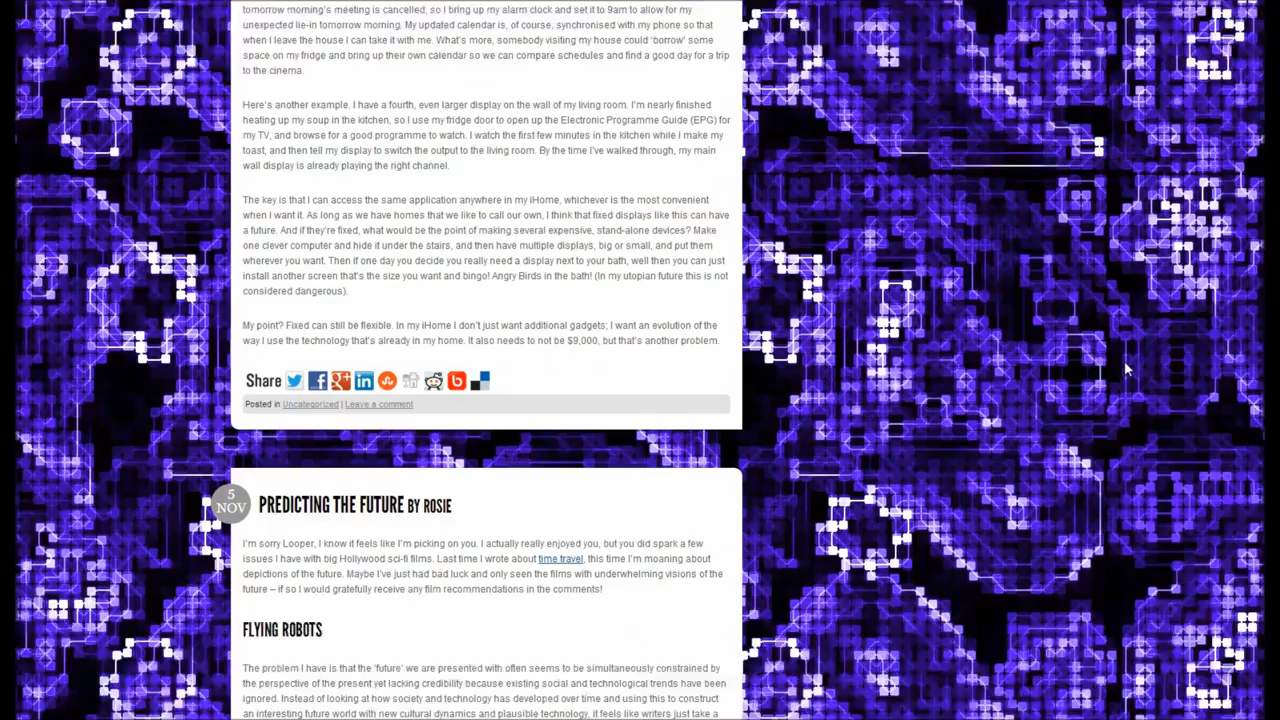 tomorrow morning's meeting is cancelled, so I bring up my alarm clock and set it to 9am to allow for my
unexpected lie-in tomorrow morning. My updated calendar is, of course, synchronised with my phone so that
when I leave the house I can take it with me. What's more, somebody visiting my house could 'borrow' some
space on my fridge and bring up their own calendar so we can compare schedules and find a good day for a trip
to the cinema.
Here's another example. I have a fourth, even larger display on the wall of my living room. I'm nearly finished
heating up my soup in the kitchen, so I use my fridge door to open up the Electronic Programme Guide (EPG) for
my TV, and browse for a good programme to watch. I watch the first few minutes in the kitchen while I make my
toast, and then tell my display to switch the output to the living room. By the time I've walked through, my main
wall display is already playing the right channel.
The key is that I can access the same application anywhere in my iHome, whichever is the most convenient
when I want it. As long as we have homes that we like to call our own, I think that fixed displays like this can have
a future. And if they're fixed, what would be the point of making several expensive, stand-alone devices? Make
one clever computer and hide it under the stairs, and then have multiple displays, big or small, and put them
wherever you want. Then if one day you decide you really need a display next to your bath, well then you can just
install another screen that's the size you want and bingo! Angry Birds in the bath! (In my utopian future this is not
considered dangerous).
My point? Fixed can still be flexible. In my iHome I don't just want additional gadgets; I want an evolution of the
way I use the technology that's already in my home. It also needs to not be $9,000, but that's another problem.
Share
Posted in Uncategorized | Leave a comment
5
NOV
PREDICTING THE FUTURE BY ROSIE
I'm sorry Looper, I know it feels like I'm picking on you. I actually really enjoyed you, but you did spark a few
issues I have with big Hollywood sci-fi films. Last time I wrote about time travel, this time I'm moaning about
depictions of the future. Maybe I've just had bad luck and only seen the films with underwhelming visions of the
future – if so I would gratefully receive any film recommendations in the comments!
FLYING ROBOTS
The problem I have is that the 'future' we are presented with often seems to be simultaneously constrained by
the perspective of the present yet lacking credibility because existing social and technological trends have been
ignored. Instead of looking at how society and technology has developed over time and using this to construct
an interesting future world with new cultural dynamics and plausible technology, it feels like writers just take a